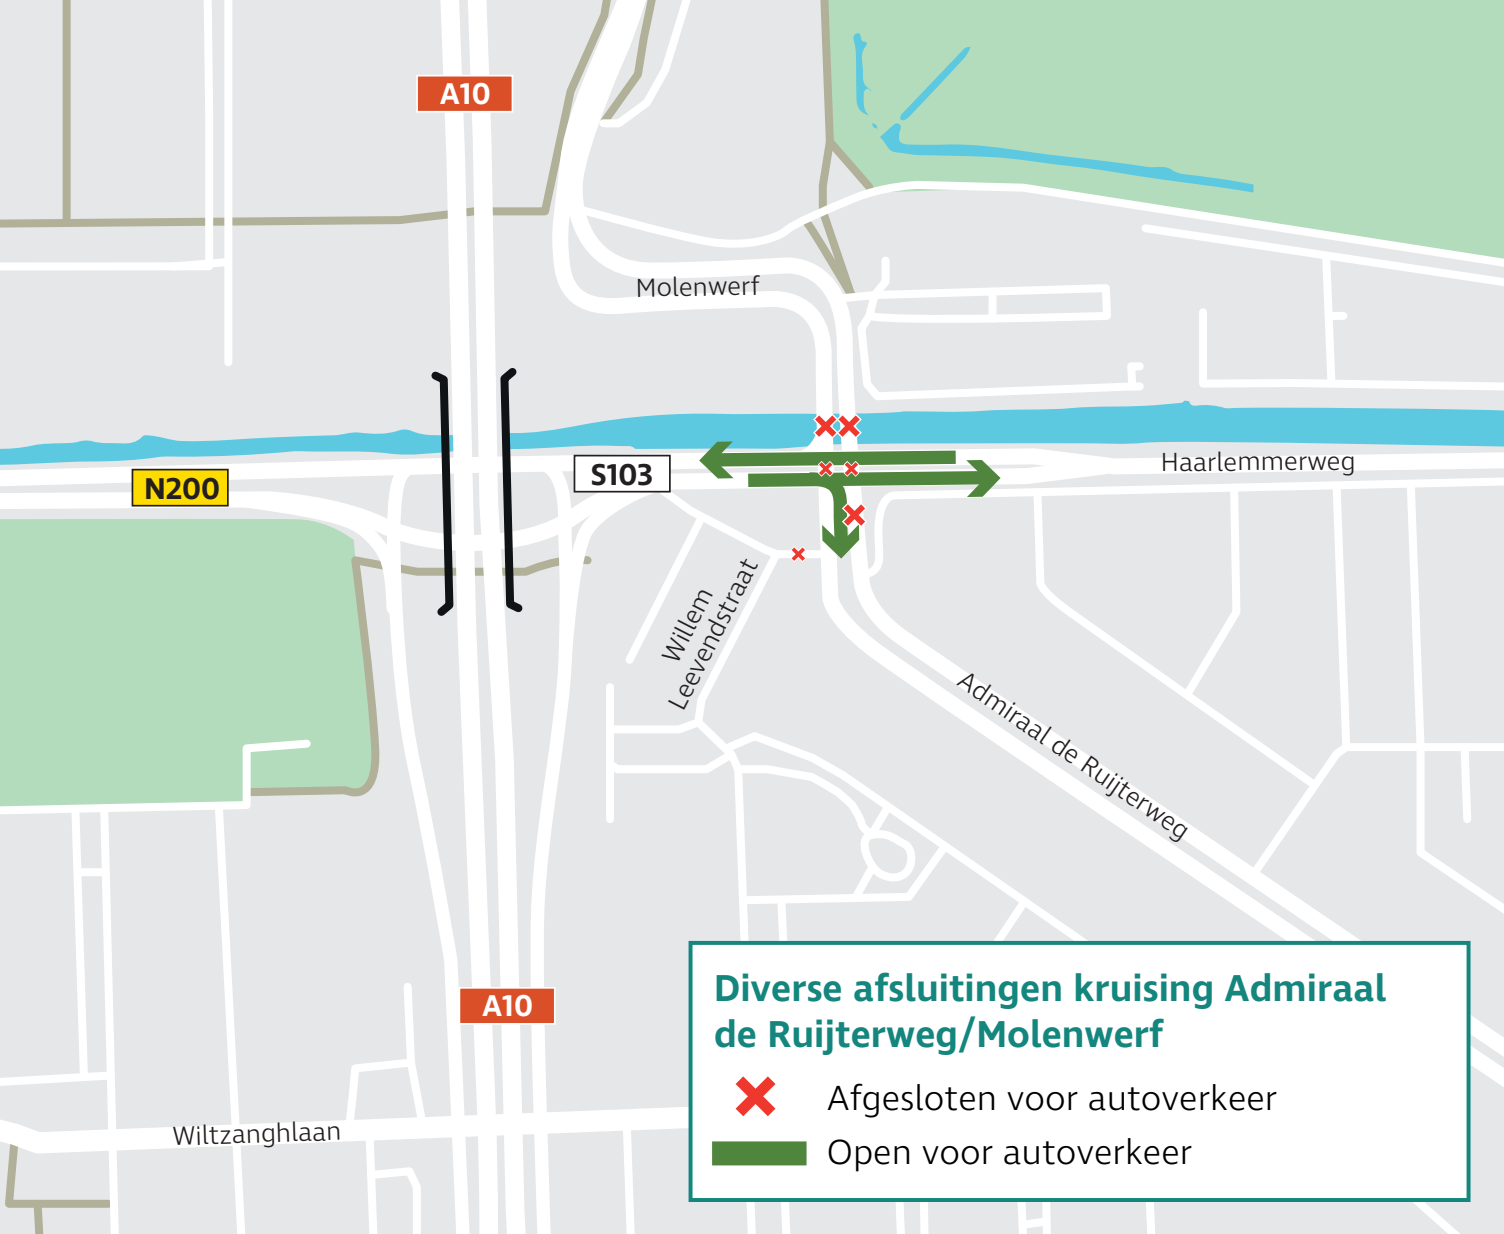 A10
Molenwerf
Haarlemmerweg
S103
N200
Willem
Leevendstraat
Admiraal de Ruijterweg
A10
Wiltzanghlaan
Diverse afsluitingen kruising Admiraal
de Ruijterweg/Molenwerf
Afgesloten voor autoverkeer
Open voor autoverkeer